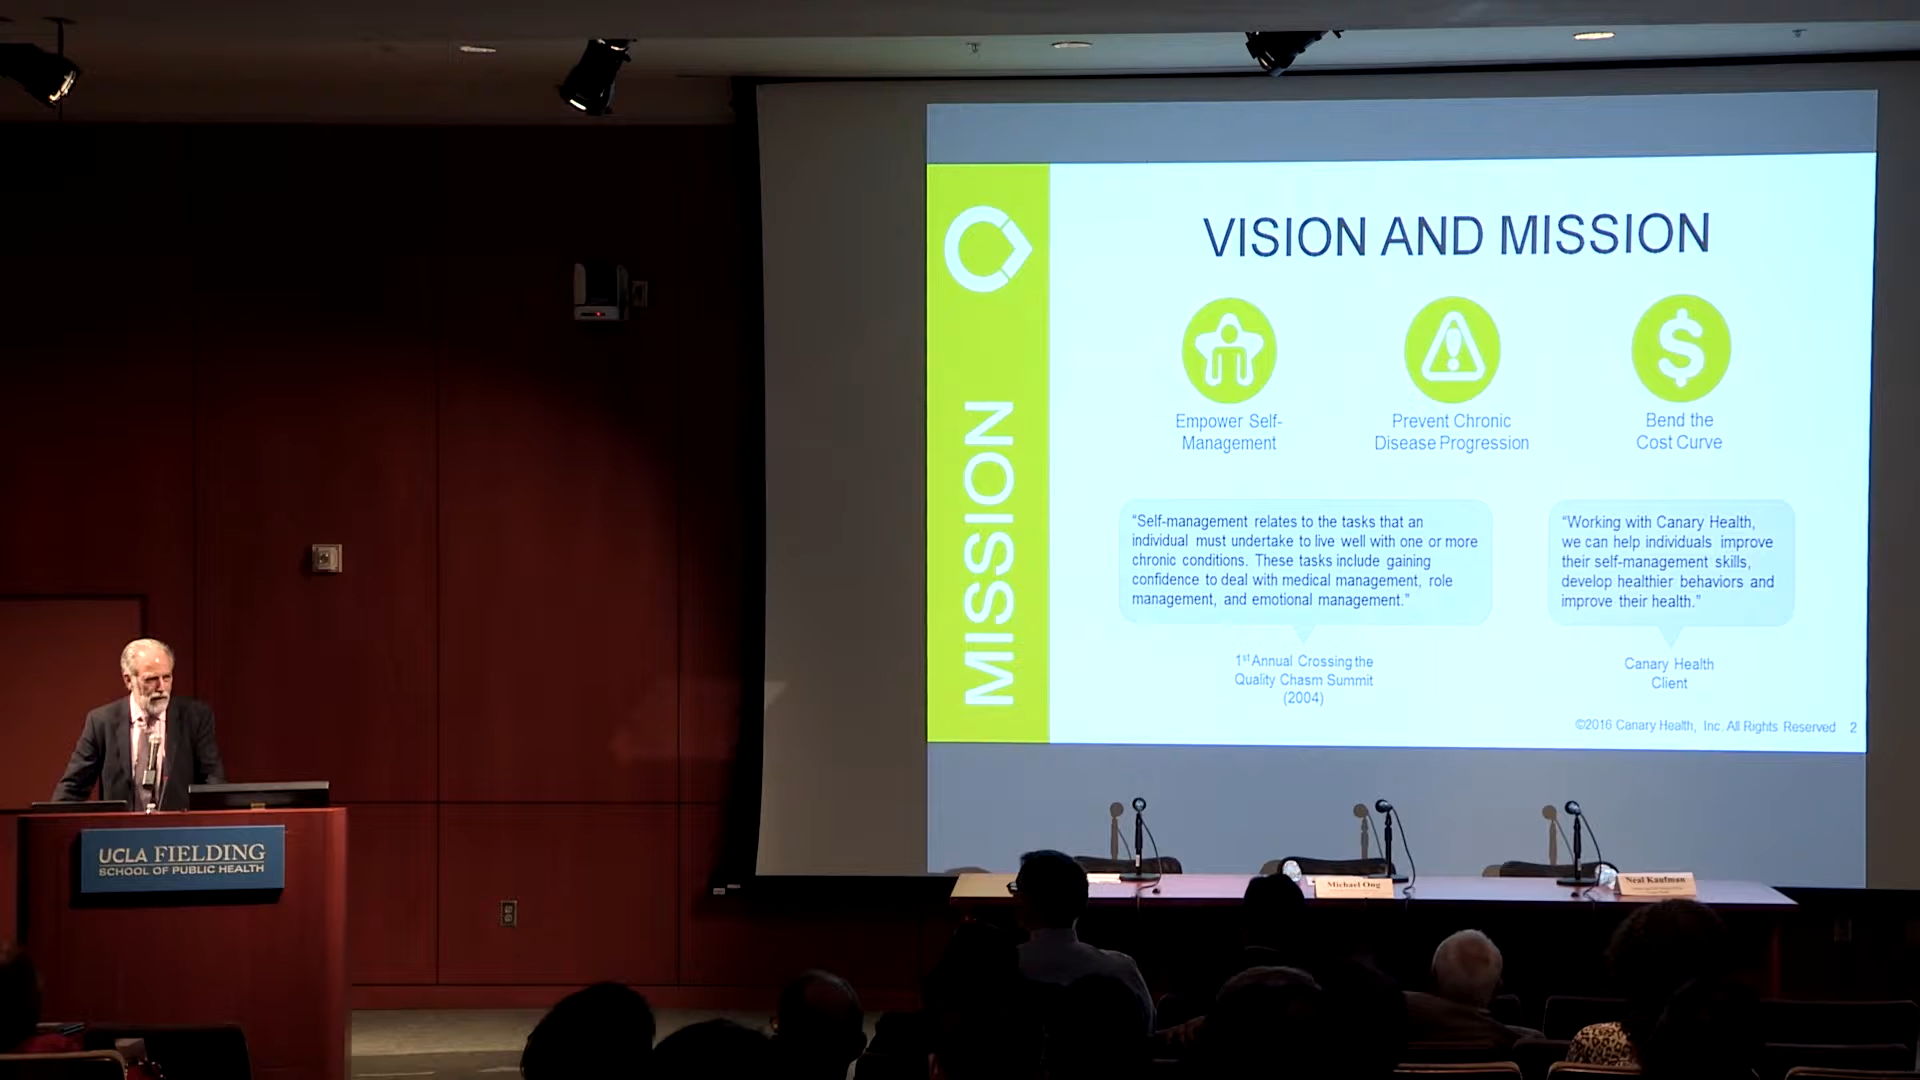 VISION AND MISSION
MISSION
Empower Self-
Management
Prevent Chronic
Disease Progression
Bend the
Cost Curve
“Self-management relates to the tasks that an
individual must undertake to live well with one or more
chronic conditions. These tasks include gaining
confidence to deal with medical management, role
management, and emotional management.”
1st Annual Crossing the
Quality Chasm Summit
(2004)
“Working with Canary Health,
we can help individuals improve
their self-management skills,
develop healthier behaviors and
improve their health.”
Canary Health
Client
©2016 Canary Health, Inc. All Rights Reserved 2
UCLA FIELDING
SCHOOL OF PUBLIC HEALTH
Michael Ong
Neal Kaufman